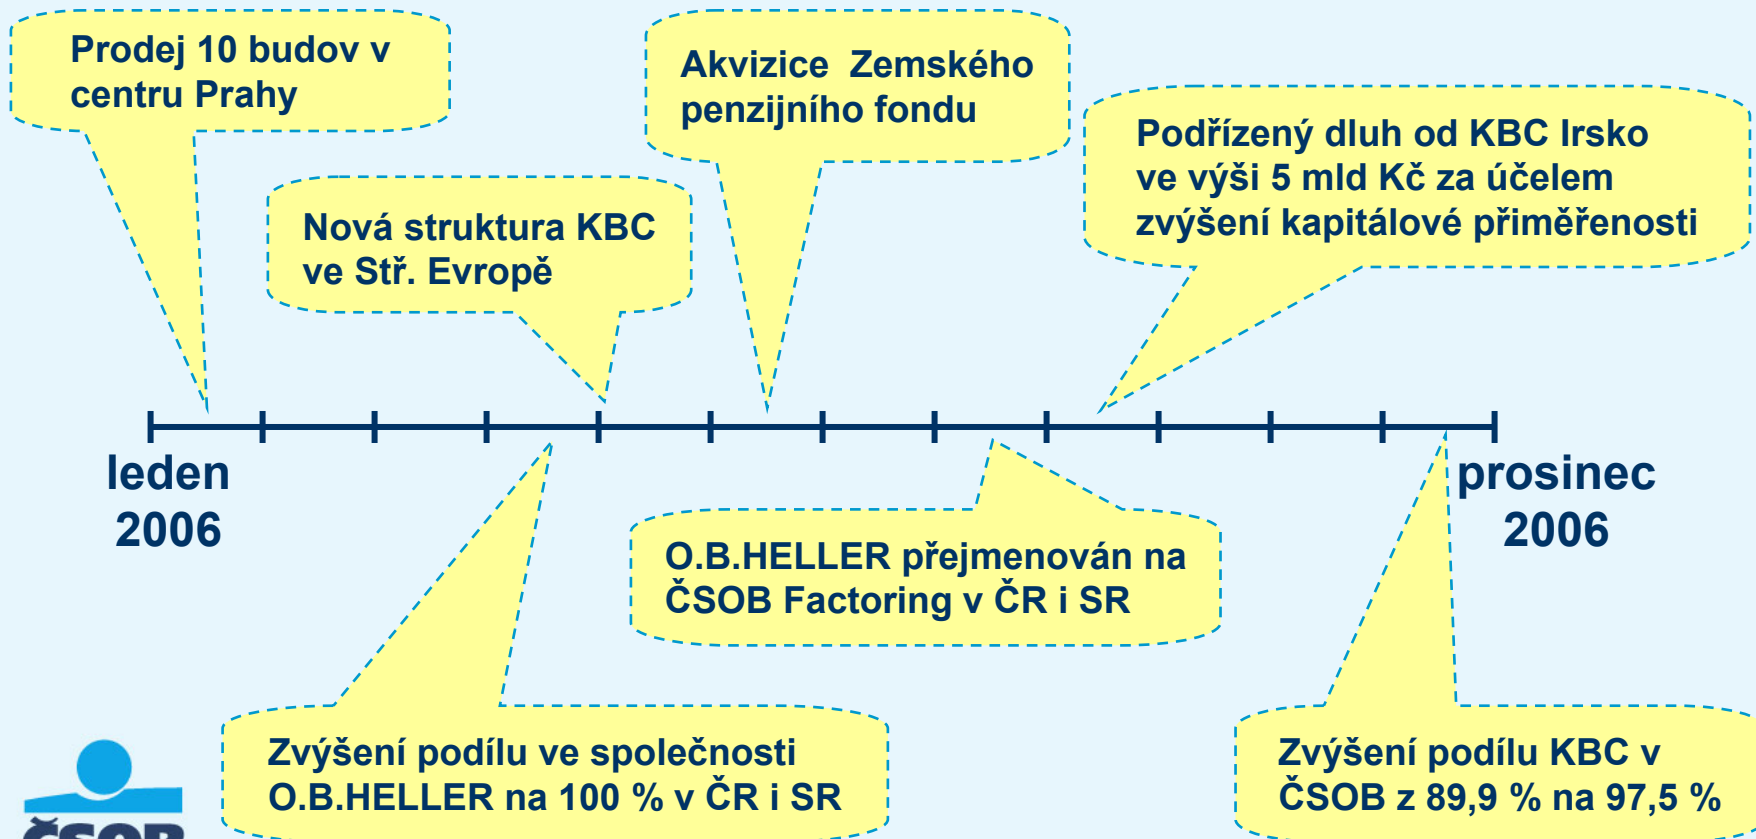 Prodej 10 budov v
centru Prahy
Akvizice Zemského
penzijního fondu
Podřízený dluh od KBC Irsko
ve výši 5 mld Kč za účelem
zvýšení kapitálové přiměřenosti
Nová struktura KBC
ve Stř. Evropě
leden
2006
prosinec
2006
O.B.HELLER přejmenován na
ČSOB Factoring v ČR i SR
Zvýšení podílu ve společnosti
O.B.HELLER na 100 % v ČR i SR
Zvýšení podílu KBC v
ČSOB z 89,9 % na 97,5 %
ČSOB